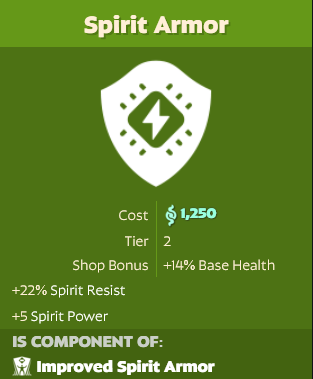 Spirit Armor
Cost 1,250
Tier 2
Shop Bonus +14% Base Health
+22% Spirit Resist
+5 Spirit Power
IS COMPONENT OF:
Improved Spirit Armor